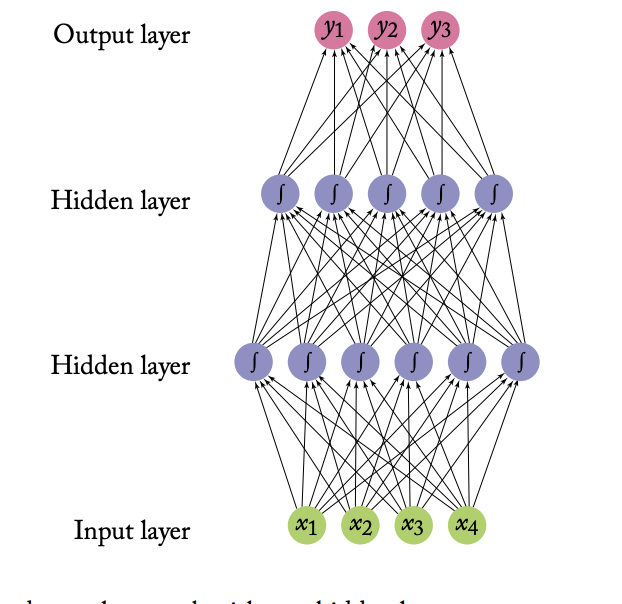 Output layer y1 y2 y3
Hidden layer ∫ ∫ ∫ ∫ ∫
Hidden layer ∫ ∫ ∫ ∫ ∫ ∫
Input layer x1 x2 x3 x4